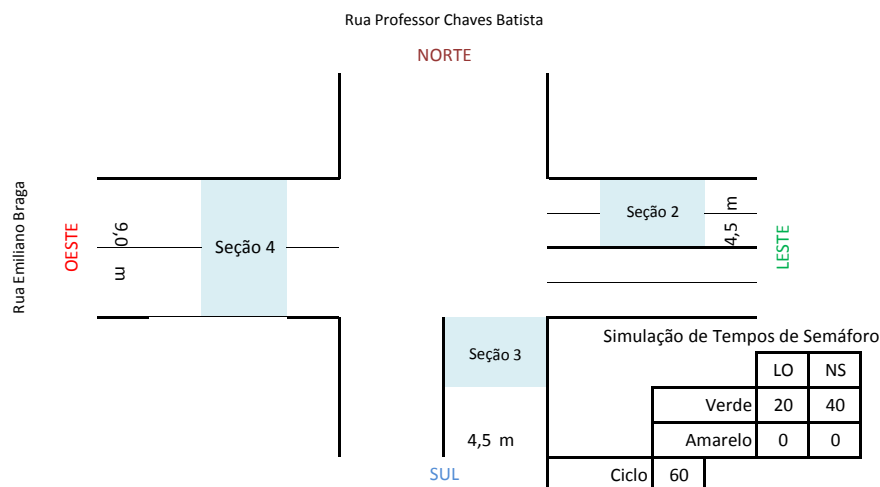 Rua Professor Chaves Batista
NORTE
Rua Emiliano Braga
OESTE
9,0 m
Seção 4
Seção 2
4,5 m
LESTE
Seção 3
4,5 m
SUL
Simulação de Tempos de Semáforo
LO NS
Verde 20 40
Amarelo 0 0
Ciclo 60